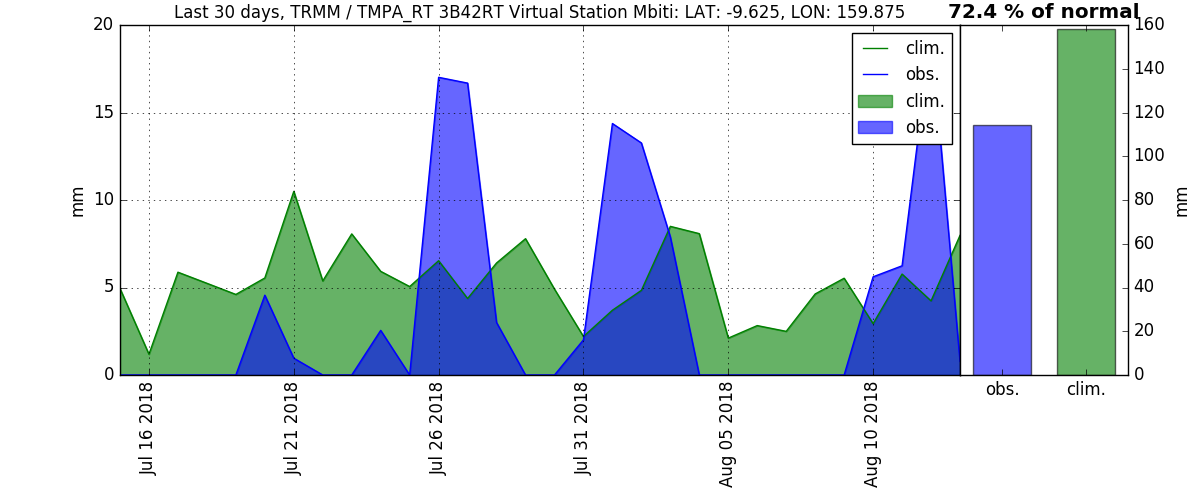 Last 30 days, TRMM / TMPA_RT 3B42RT Virtual Station Mbiti: LAT: -9.625, LON: 159.875
72.4 % of normal
20
15
10
5
0
mm
clim.
obs.
clim.
obs.
160
140
120
100
80
60
40
20
0
mm
Jul 16 2018
Jul 21 2018
Jul 26 2018
Jul 31 2018
Aug 05 2018
Aug 10 2018
obs.
clim.